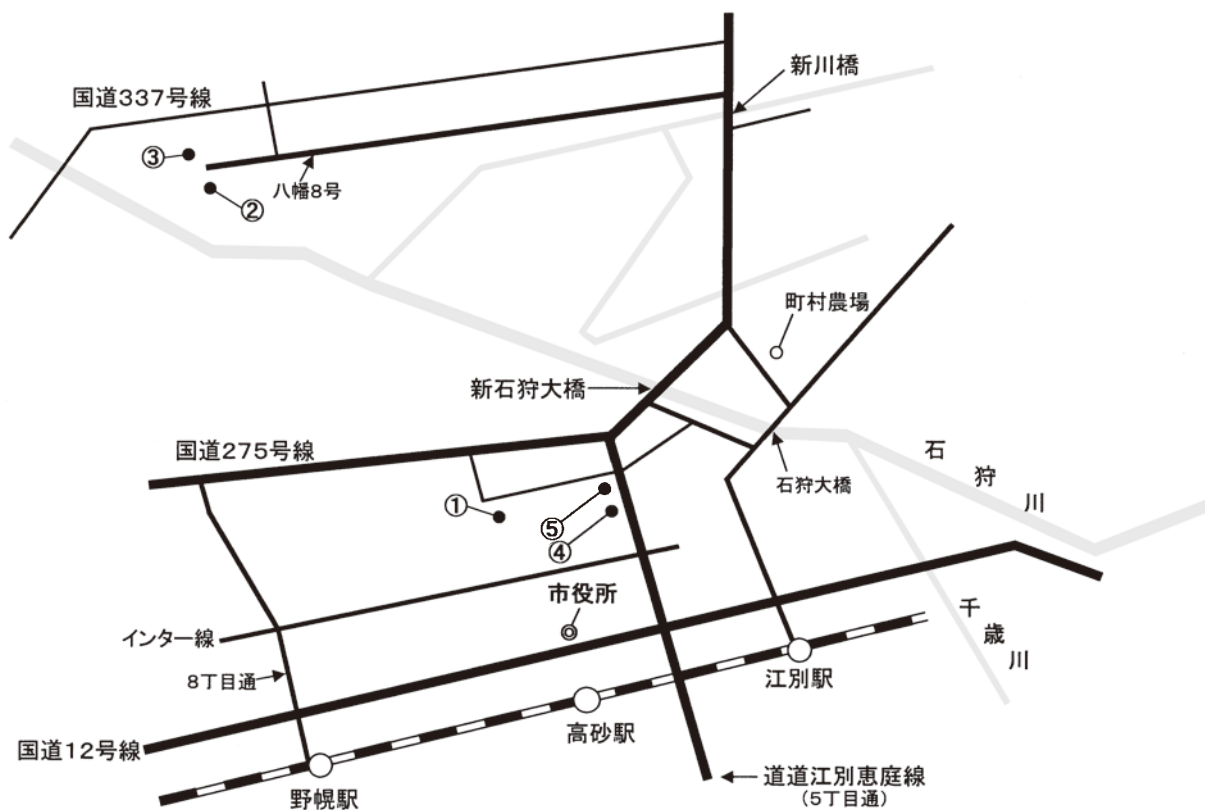 新川橋
国道337号線
③
八幡8号
②
町村農場
新石狩大橋
国道275号線
石狩大橋
石狩川
①
⑤
④
市役所
インター線
千歳川
8丁目通
江別駅
高砂駅
国道12号線
道道江別恵庭線
(5丁目通)
野幌駅